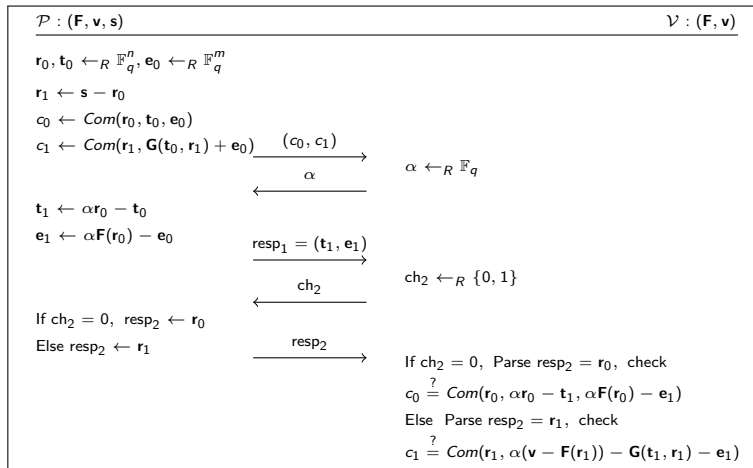 𝒫 : (F, v, s) 𝒱 : (F, v)
r₀, t₀ ←_R 𝔽_q^n, e₀ ←_R 𝔽_q^m
r₁ ← s − r₀
c₀ ← Com(r₀, t₀, e₀)
c₁ ← Com(r₁, G(t₀, r₁) + e₀)
(c₀, c₁)
α ←_R 𝔽_q
α
t₁ ← αr₀ − t₀
e₁ ← αF(r₀) − e₀
resp₁ = (t₁, e₁)
ch₂ ←_R {0, 1}
ch₂
If ch₂ = 0, resp₂ ← r₀
Else resp₂ ← r₁
resp₂
If ch₂ = 0, Parse resp₂ = r₀, check
c₀ ≟ Com(r₀, αr₀ − t₁, αF(r₀) − e₁)
Else Parse resp₂ = r₁, check
c₁ ≟ Com(r₁, α(v − F(r₁)) − G(t₁, r₁) − e₁)